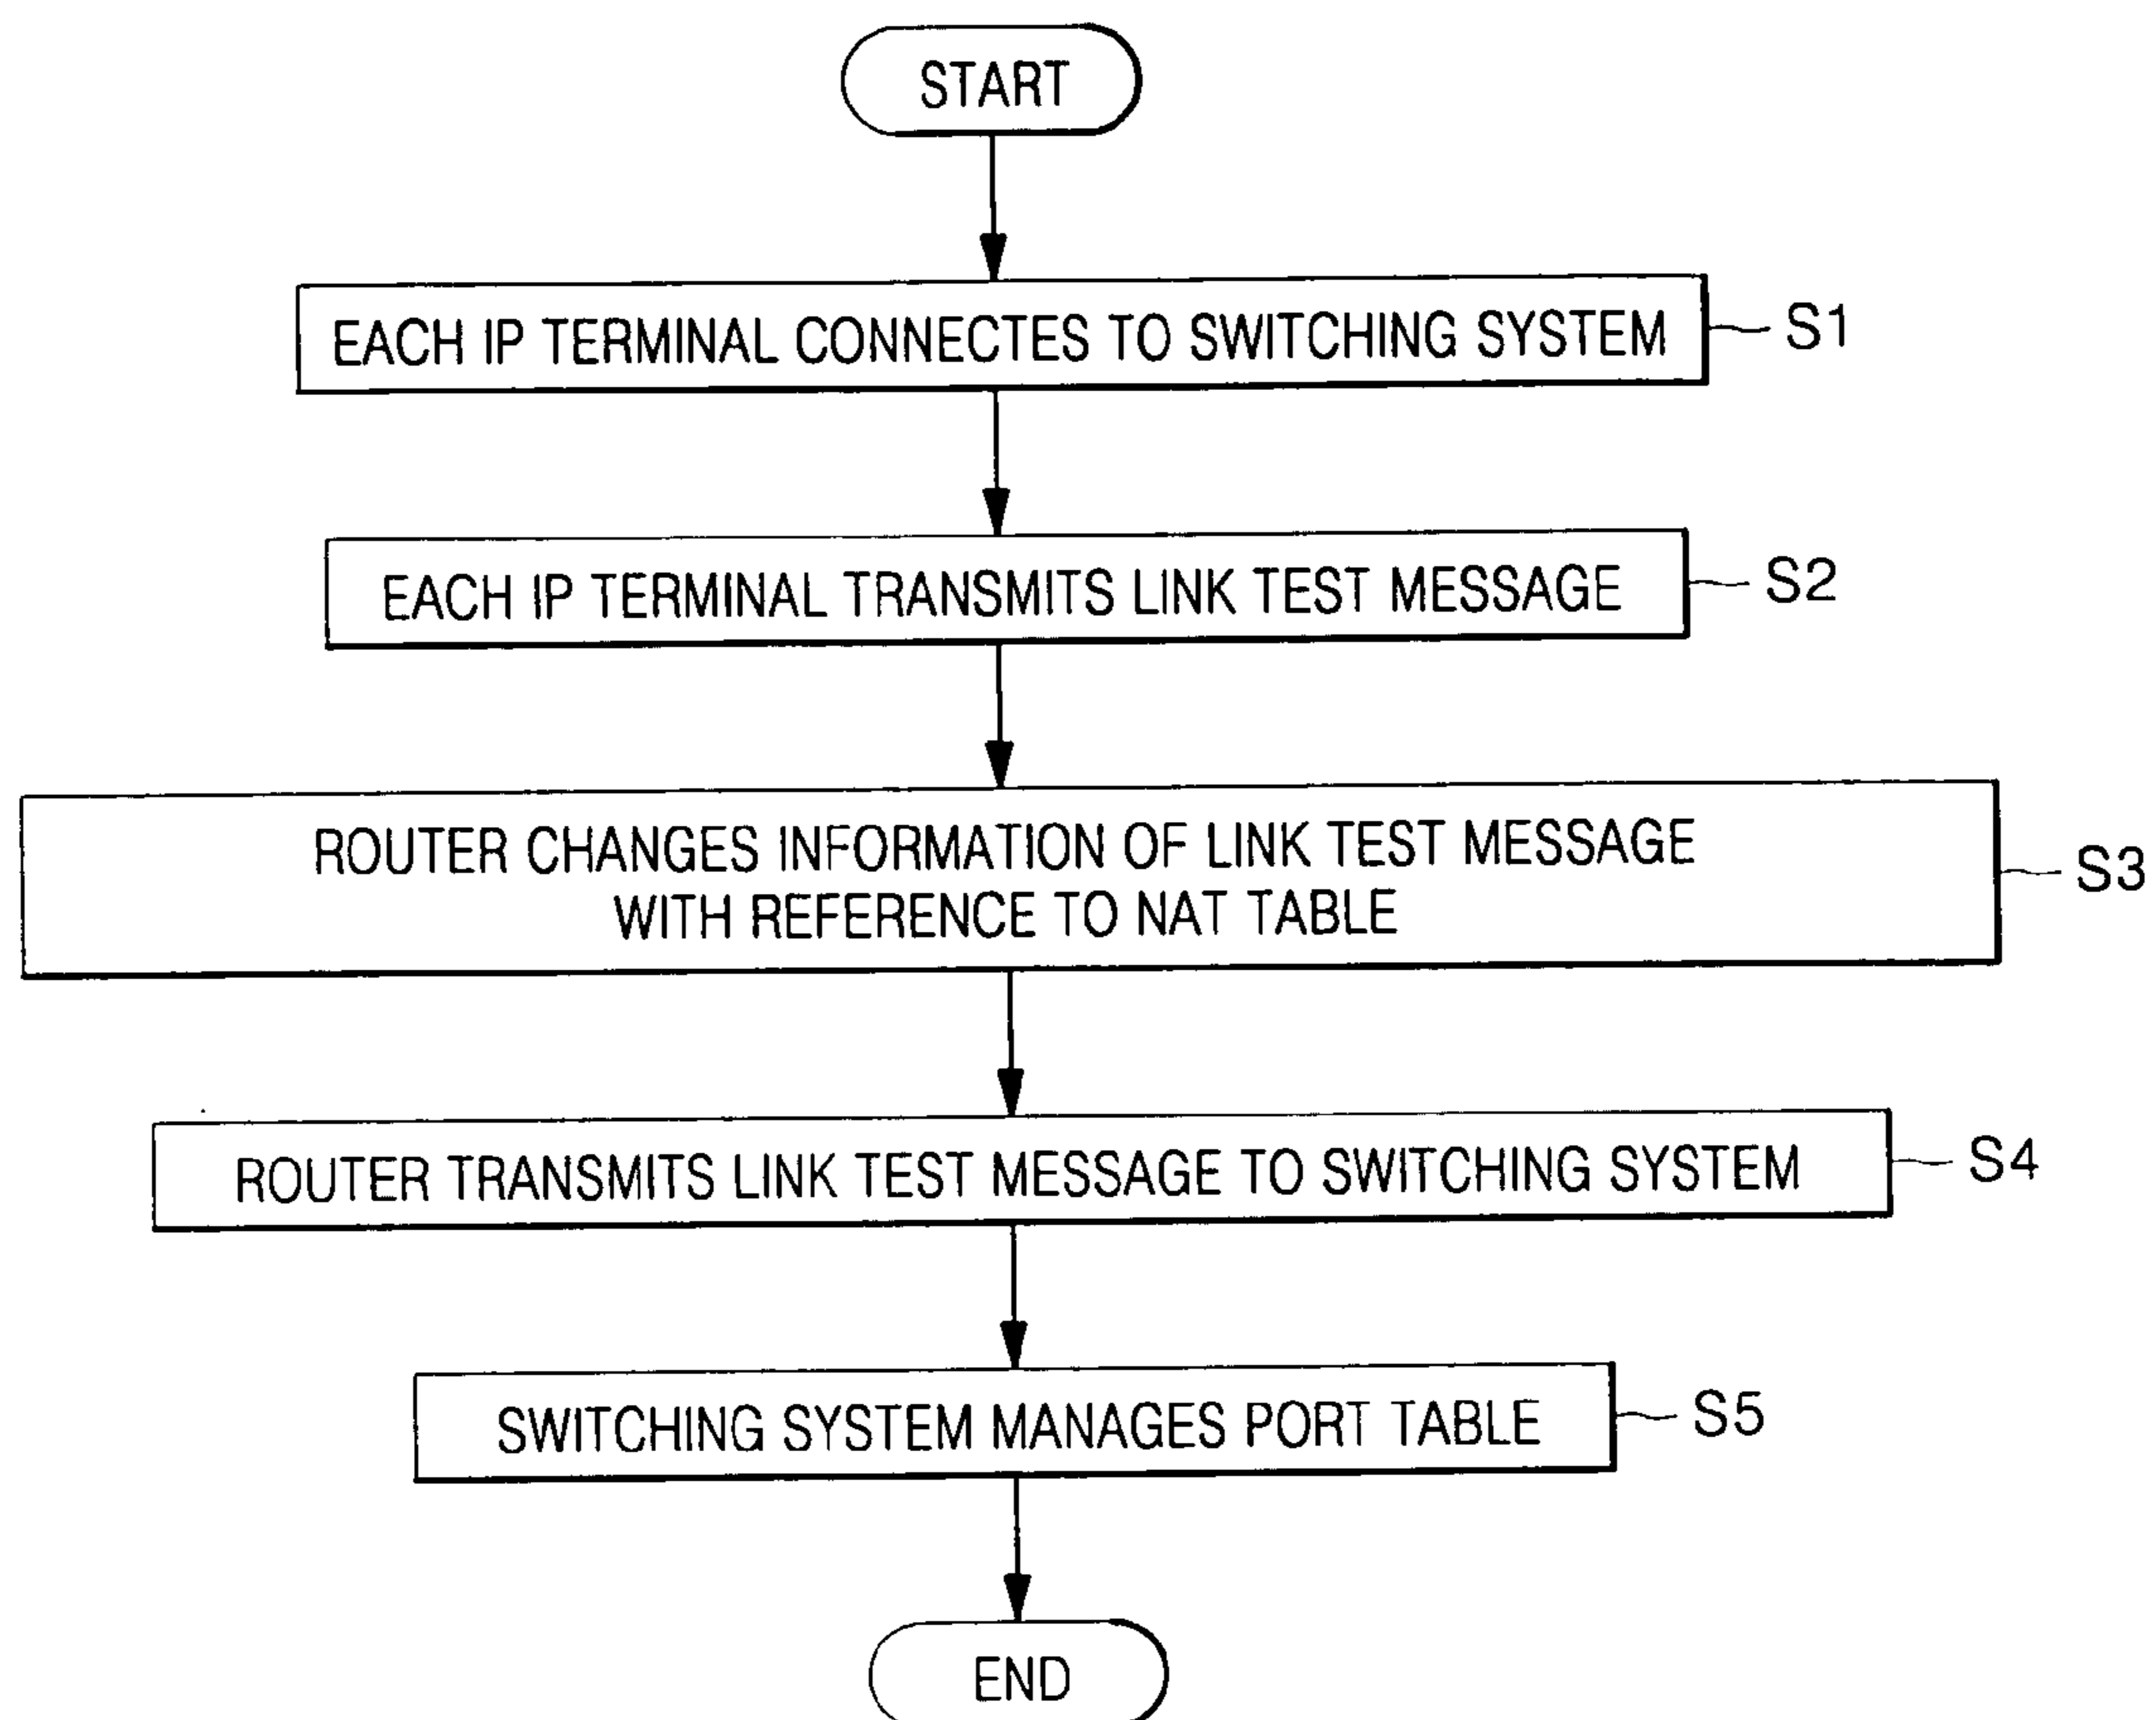 START
EACH IP TERMINAL CONNECTES TO SWITCHING SYSTEM
S1
EACH IP TERMINAL TRANSMITS LINK TEST MESSAGE
S2
ROUTER CHANGES INFORMATION OF LINK TEST MESSAGE
WITH REFERENCE TO NAT TABLE
S3
ROUTER TRANSMITS LINK TEST MESSAGE TO SWITCHING SYSTEM
S4
SWITCHING SYSTEM MANAGES PORT TABLE
S5
END